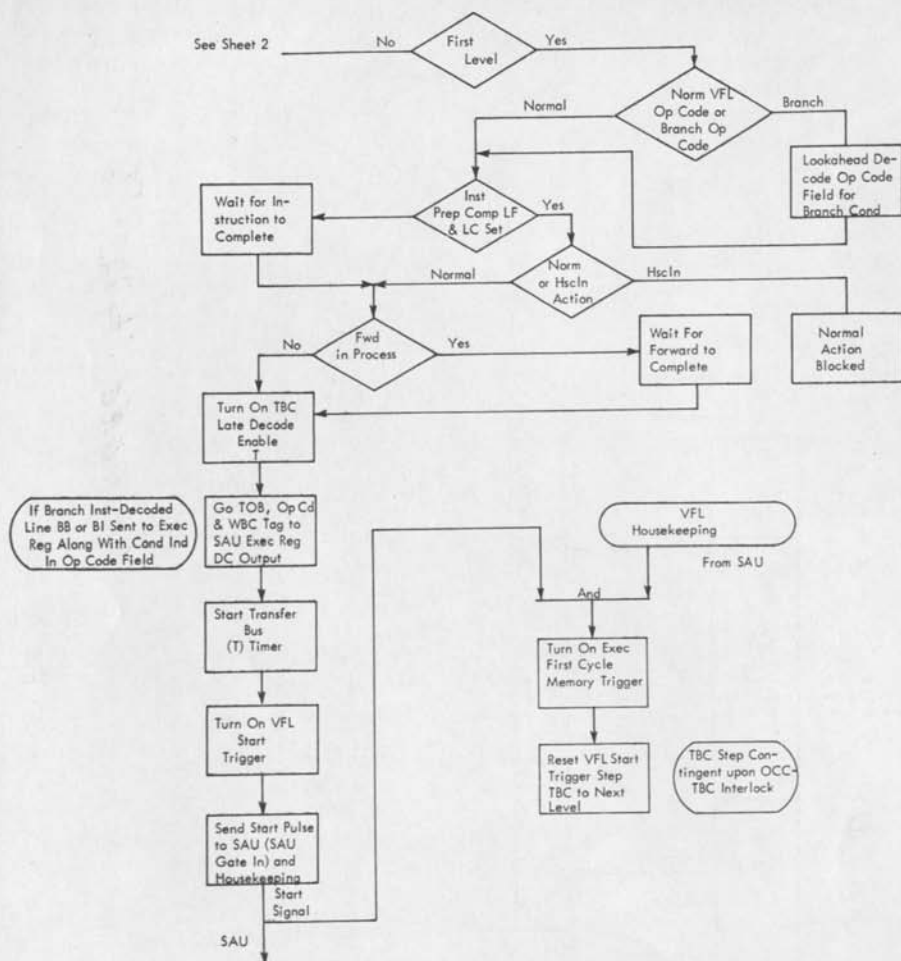 See Sheet 2
No
First
Level
Yes
Norm VFL
Op Code or
Branch Op
Code
Normal
Branch
Lookahead De-
code Op Code
Field for
Branch Cond
Inst
Prep Comp LF
& LC Set
Yes
Wait for In-
struction to
Complete
Norm
or HscIn
Action
Normal
HscIn
Normal
Action
Blocked
Fwd
in Process
No
Yes
Wait For
Forward to
Complete
Turn On TBC
Late Decode
Enable
T
If Branch Inst-Decoded
Line BB or BI Sent to Exec
Reg Along With Cond Ind
In Op Code Field
Go TOB, Op Cd
& WBC Tag to
SAU Exec Reg
DC Output
VFL
Housekeeping
From SAU
And
Start Transfer
Bus
(T) Timer
Turn On Exec
First Cycle
Memory Trigger
Turn On VFL
Start
Trigger
Reset VFL Start
Trigger Step
TBC to Next
Level
TBC Step Con-
tingent upon OCC-
TBC Interlock
Send Start Pulse
to SAU (SAU
Gate In) and
Housekeeping
Start
Signal
SAU